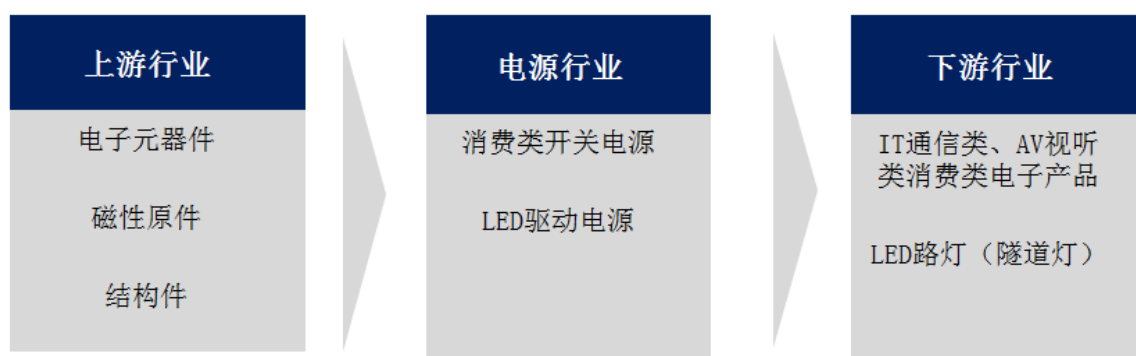 上游行业
电子元器件
磁性原件
结构件
电源行业
消费类开关电源
LED驱动电源
下游行业
IT通信类、AV视听
类消费类电子产品
LED路灯（隧道灯）